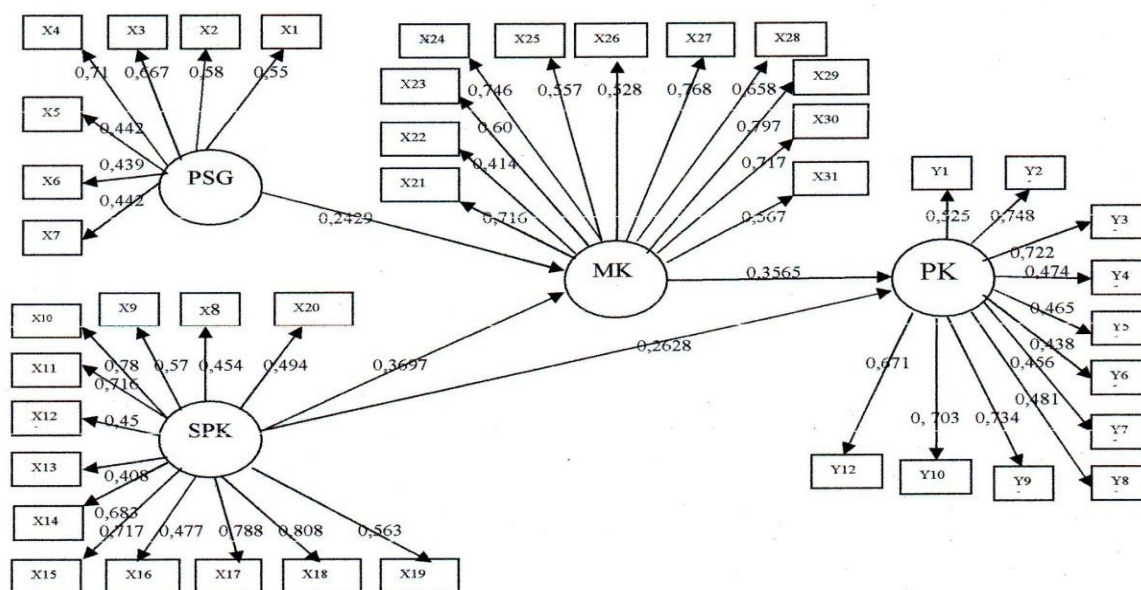 X4 X3 X2 X1
0,71 0,667 0,58 0,55
X5
0,442
X6
0,439
X7
0,442
PSG
0,2429
X24 X25 X26 X27 X28
X23
X29
X22
X30
X21
X31
0,746 0,557 0,528 0,768 0,658
0,60
0,797
0,414
0,717
0,716
0,567
MK
0,3565
0,3697
0,2628
X10 X9 X8 X20
0,78 0,57 0,454 0,494
X11
0,716
X12
0,45
X13
0,408
X14
0,683
0,717 0,477 0,788 0,808 0,563
X15 X16 X17 X18 X19
SPK
Y1 Y2
0,525 0,748
Y3
0,722
Y4
0,474
Y5
0,465
Y6
0,438
Y7
0,456
Y8
0,481
PK
0,671 0,703 0,734
Y12 Y10 Y9